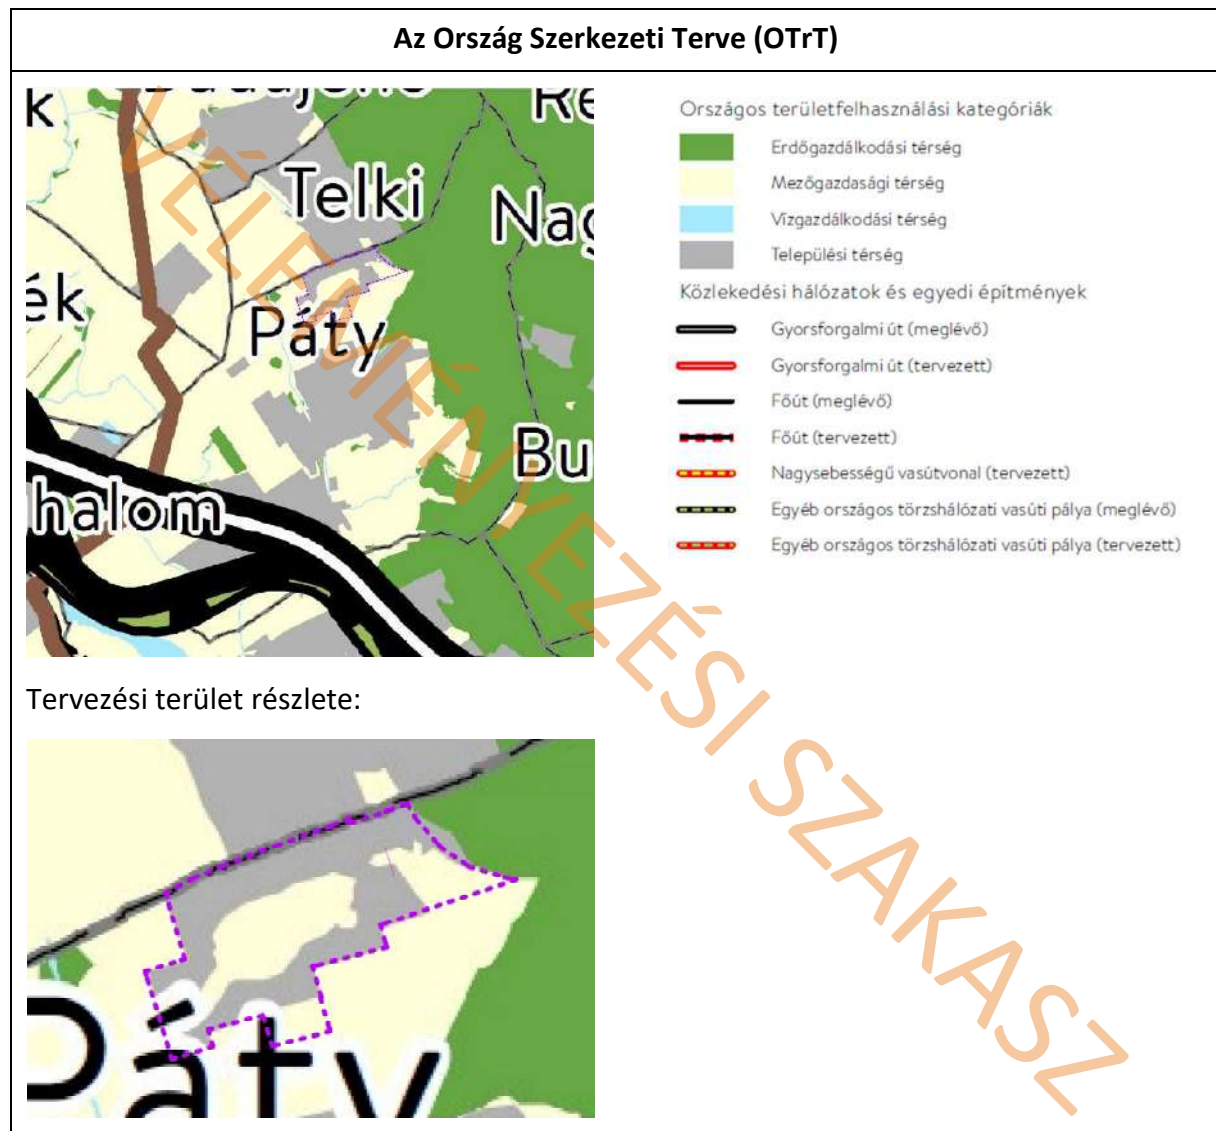 Az Ország Szerkezeti Terve (OTrT)
k
Telki
Nag
ék
Páty
Bu
halom
Országos területfelhasználási kategóriák
Erdőgazdálkodási térség
Mezőgazdasági térség
Vízgazdálkodási térség
Települési térség
Közlekedési hálózatok és egyedi építmények
Gyorsforgalmi út (meglévő)
Gyorsforgalmi út (tervezett)
Főút (meglévő)
Főút (tervezett)
Nagysebességű vasútvonal (tervezett)
Egyéb országos törzshálózati vasúti pálya (meglévő)
Egyéb országos törzshálózati vasúti pálya (tervezett)
Tervezési terület részlete:
Páty
VÉLEMÉNYEZÉSI SZAKASZ